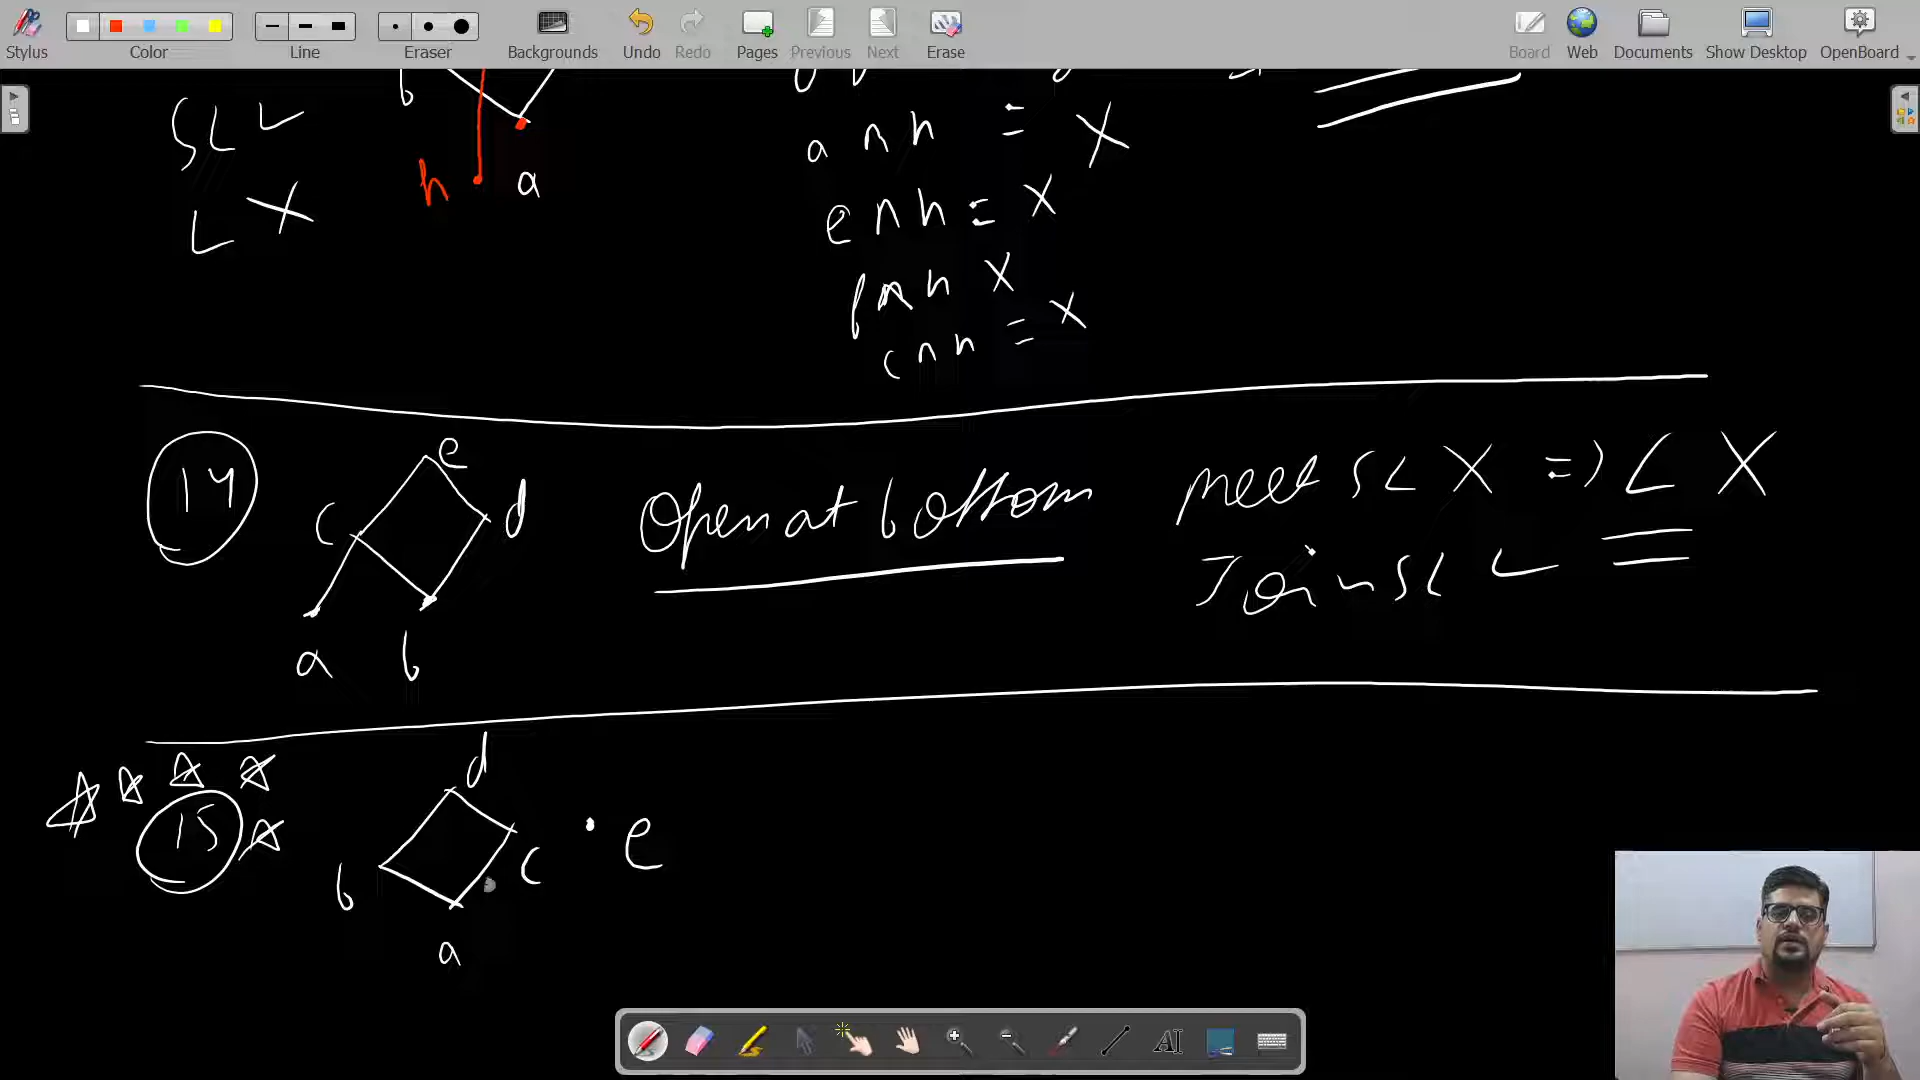 Stylus Color Line Eraser Backgrounds Undo Redo Pages Previous Next Erase Board Web Documents Show Desktop OpenBoard
b
SL ✓
h a
L X
a n h = X
e n h = X
b n h X
c n h = X
14
e
c d
a b
Open at bottom
meet SL X => L X
Join SL ✓
15
d
b c . e
a